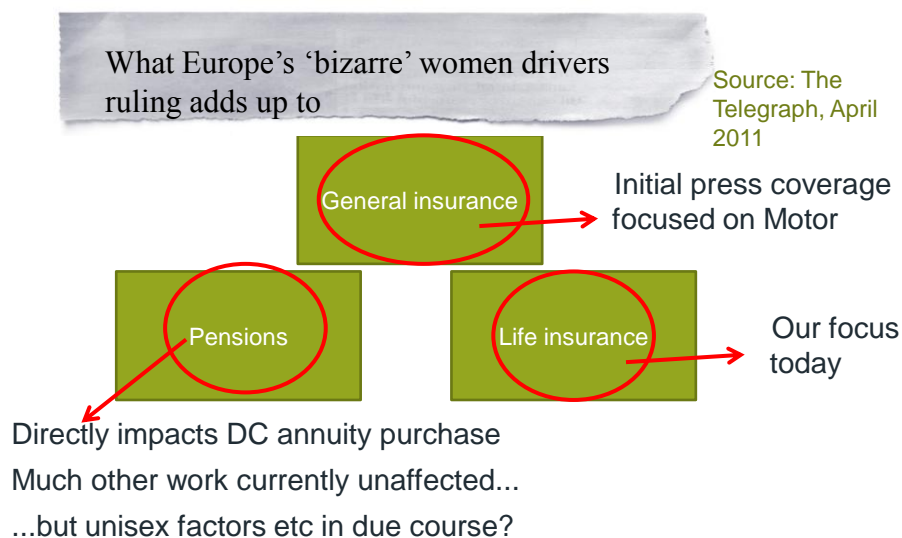 What Europe’s ‘bizarre’ women drivers
ruling adds up to
Source: The
Telegraph, April
2011
General insurance
Initial press coverage
focused on Motor
Pensions
Life insurance
Our focus
today
Directly impacts DC annuity purchase
Much other work currently unaffected...
...but unisex factors etc in due course?